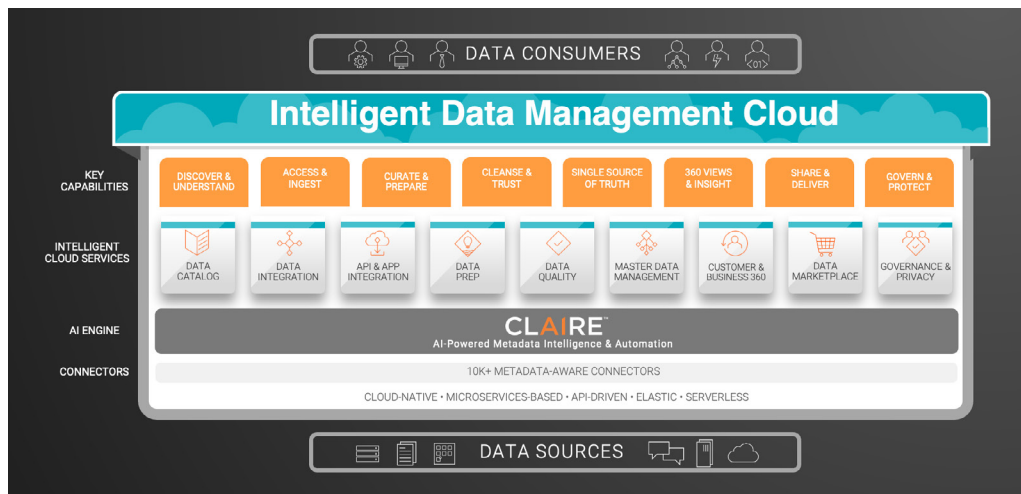 DATA CONSUMERS
<01>
Intelligent Data Management Cloud
KEY
CAPABILITIES
DISCOVER &
UNDERSTAND
ACCESS &
INGEST
CURATE &
PREPARE
CLEANSE &
TRUST
SINGLE SOURCE
OF TRUTH
360 VIEWS
& INSIGHT
SHARE &
DELIVER
GOVERN &
PROTECT
INTELLIGENT
CLOUD SERVICES
DATA
CATALOG
DATA
INTEGRATION
API & APP
INTEGRATION
DATA
PREP
DATA
QUALITY
MASTER DATA
MANAGEMENT
CUSTOMER &
BUSINESS 360
DATA
MARKETPLACE
GOVERNANCE &
PRIVACY
AI ENGINE
CLAIRE™
AI-Powered Metadata Intelligence & Automation
CONNECTORS
10K+ METADATA-AWARE CONNECTORS
CLOUD-NATIVE • MICROSERVICES-BASED • API-DRIVEN • ELASTIC • SERVERLESS
DATA SOURCES